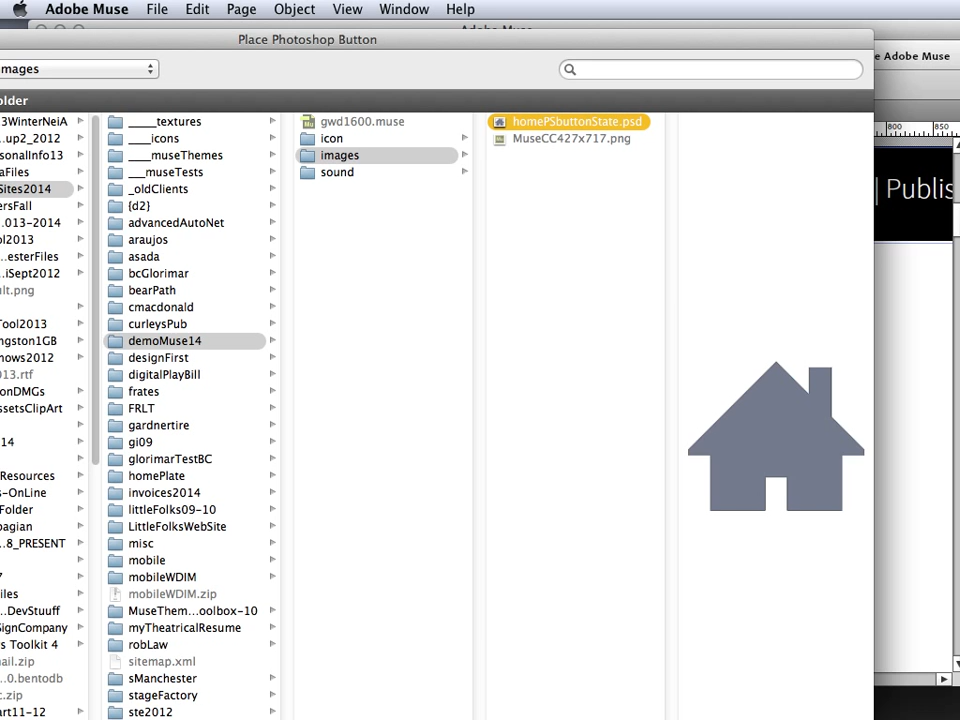 Adobe Muse File Edit Page Object View Window Help
Place Photoshop Button
e Adobe Muse
mages
older
800 850
| Publis
3WinterNeiA
.up2_2012
sonalInfo13
aFiles
Sites2014
ersFall
.013-2014
ol2013
...esterFiles
..iSept2012
ult.png
Tool2013
ngston1GB
nows2012
013.rtf
onDMGs
ssetsClipArt
14
Resources
s-OnLine
Folder
pagian
..8_PRESENT
7
iles
.DevStuuff
SignCompany
s Toolkit 4
ail.zip
...0.bentodb
c.zip
art11-12
_____textures
____icons
____museThemes
___museTests
_oldClients
{d2}
advancedAutoNet
araujos
asada
bcGlorimar
bearPath
cmacdonald
curleysPub
demoMuse14
designFirst
digitalPlayBill
frates
FRLT
gardnertire
gi09
glorimarTestBC
homePlate
invoices2014
littleFolks09-10
LittleFolksWebSite
misc
mobile
mobileWDIM
mobileWDIM.zip
MuseThem...oolbox-10
myTheatricalResume
robLaw
sitemap.xml
sManchester
stageFactory
ste2012
gwd1600.muse
icon
images
sound
homePSbuttonState.psd
MuseCC427x717.png